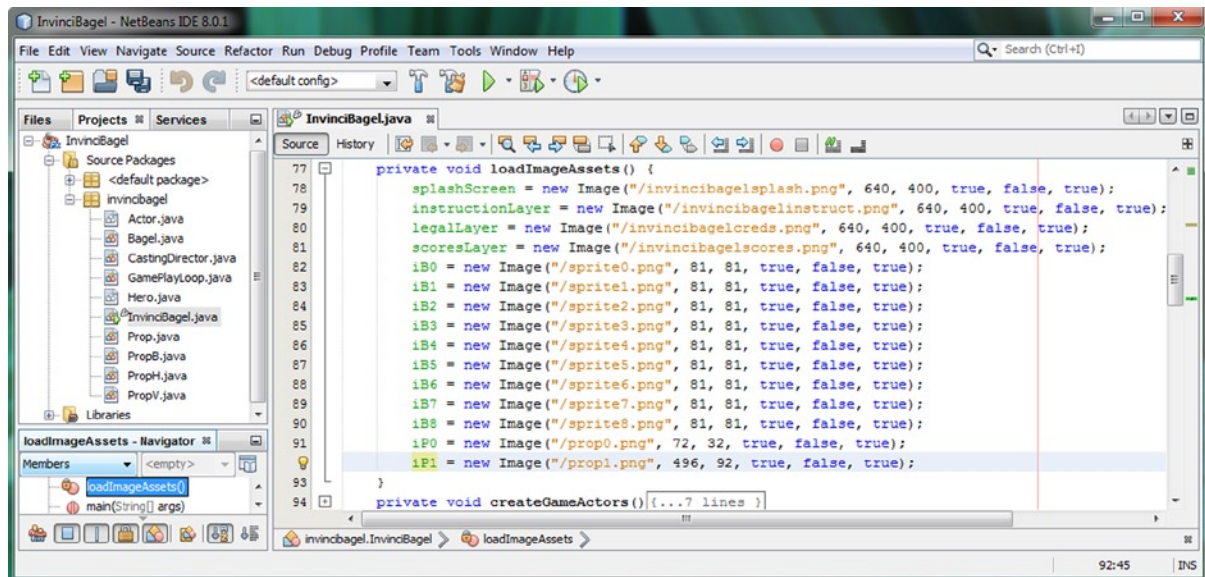 InvinciBagel - NetBeans IDE 8.0.1
File Edit View Navigate Source Refactor Run Debug Profile Team Tools Window Help
Search (Ctrl+I)
<default config>
Files Projects Services
InvinciBagel
Source Packages
<default package>
invincibagel
Actor.java
Bagel.java
CastingDirector.java
GamePlayLoop.java
Hero.java
InvinciBagel.java
Prop.java
PropB.java
PropH.java
PropV.java
Libraries
loadImageAssets - Navigator
Members <empty>
loadImageAssets()
main(String[] args)
InvinciBagel.java
Source History
77 private void loadImageAssets() {
78 splashScreen = new Image("/invincibagelsplash.png", 640, 400, true, false, true);
79 instructionLayer = new Image("/invincibagelinstruct.png", 640, 400, true, false, true);
80 legalLayer = new Image("/invincibagelcreds.png", 640, 400, true, false, true);
81 scoresLayer = new Image("/invincibagelscores.png", 640, 400, true, false, true);
82 iB0 = new Image("/sprite0.png", 81, 81, true, false, true);
83 iB1 = new Image("/sprite1.png", 81, 81, true, false, true);
84 iB2 = new Image("/sprite2.png", 81, 81, true, false, true);
85 iB3 = new Image("/sprite3.png", 81, 81, true, false, true);
86 iB4 = new Image("/sprite4.png", 81, 81, true, false, true);
87 iB5 = new Image("/sprite5.png", 81, 81, true, false, true);
88 iB6 = new Image("/sprite6.png", 81, 81, true, false, true);
89 iB7 = new Image("/sprite7.png", 81, 81, true, false, true);
90 iB8 = new Image("/sprite8.png", 81, 81, true, false, true);
91 iP0 = new Image("/prop0.png", 72, 32, true, false, true);
iP1 = new Image("/prop1.png", 496, 92, true, false, true);
93 }
94 private void createGameActors() {...7 lines }
invincibagel.InvinciBagel loadImageAssets
92:45 INS